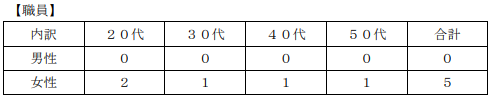 【職員】
内訳 ２０代 ３０代 ４０代 ５０代 合計
男性 ０ ０ ０ ０ ０
女性 ２ １ １ １ ５